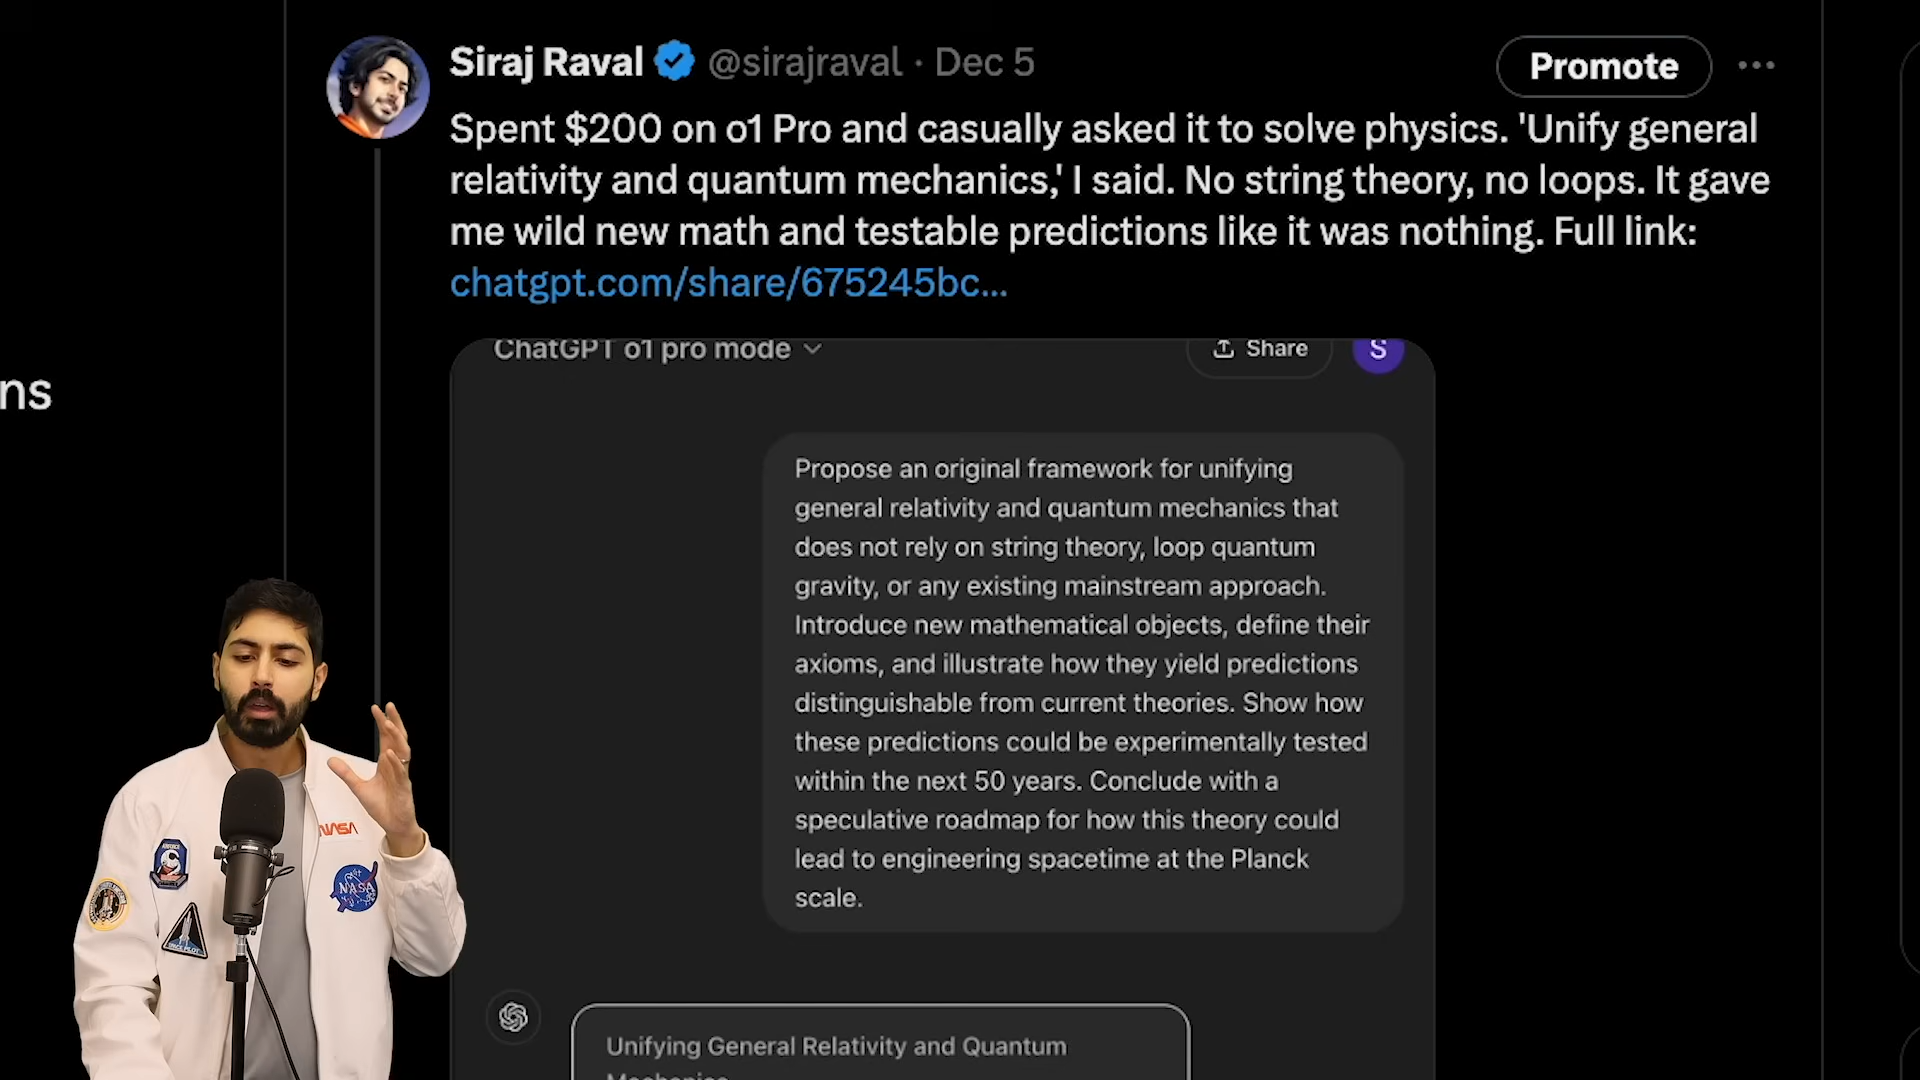 Siraj Raval @sirajraval · Dec 5
Promote
Spent $200 on o1 Pro and casually asked it to solve physics. 'Unify general
relativity and quantum mechanics,' I said. No string theory, no loops. It gave
me wild new math and testable predictions like it was nothing. Full link:
chatgpt.com/share/675245bc...
ns
ChatGPT o1 pro mode
Share
S
Propose an original framework for unifying
general relativity and quantum mechanics that
does not rely on string theory, loop quantum
gravity, or any existing mainstream approach.
Introduce new mathematical objects, define their
axioms, and illustrate how they yield predictions
distinguishable from current theories. Show how
these predictions could be experimentally tested
within the next 50 years. Conclude with a
speculative roadmap for how this theory could
lead to engineering spacetime at the Planck
scale.
Unifying General Relativity and Quantum
Mechanics
NASA
NASA